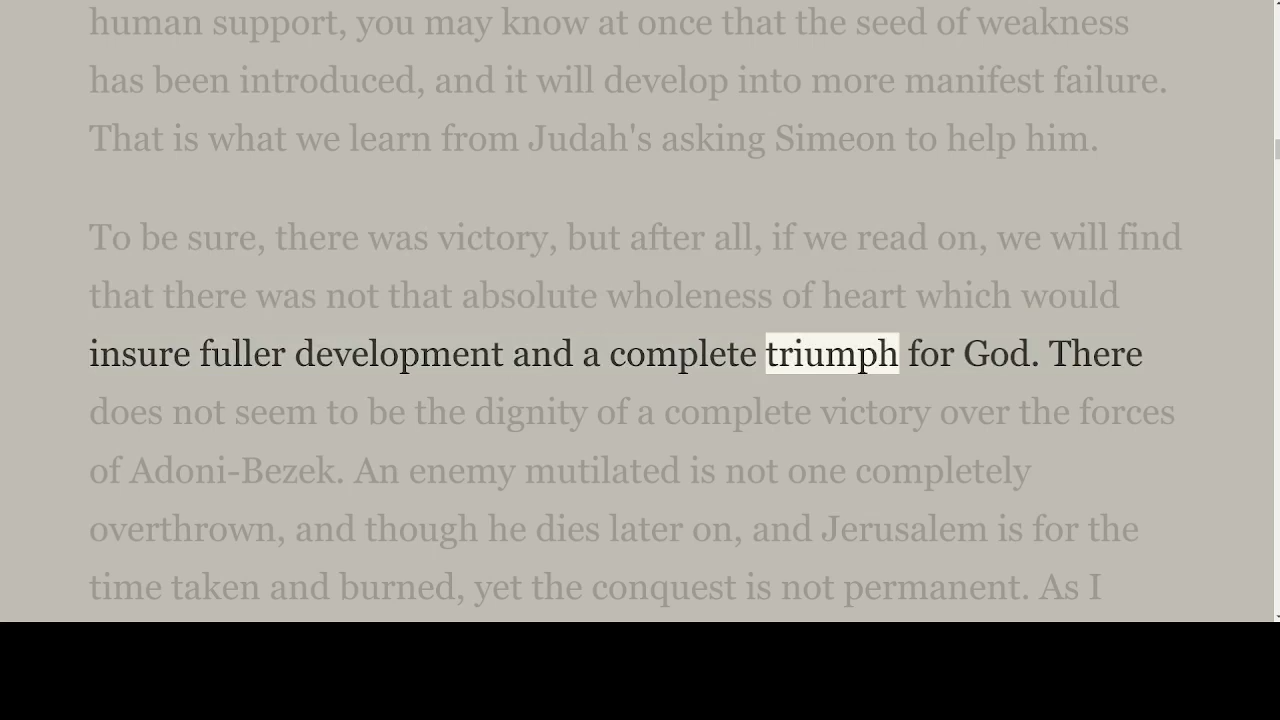 human support, you may know at once that the seed of weakness
has been introduced, and it will develop into more manifest failure.
That is what we learn from Judah's asking Simeon to help him.
To be sure, there was victory, but after all, if we read on, we will find
that there was not that absolute wholeness of heart which would
insure fuller development and a complete triumph for God. There
does not seem to be the dignity of a complete victory over the forces
of Adoni-Bezek. An enemy mutilated is not one completely
overthrown, and though he dies later on, and Jerusalem is for the
time taken and burned, yet the conquest is not permanent. As I